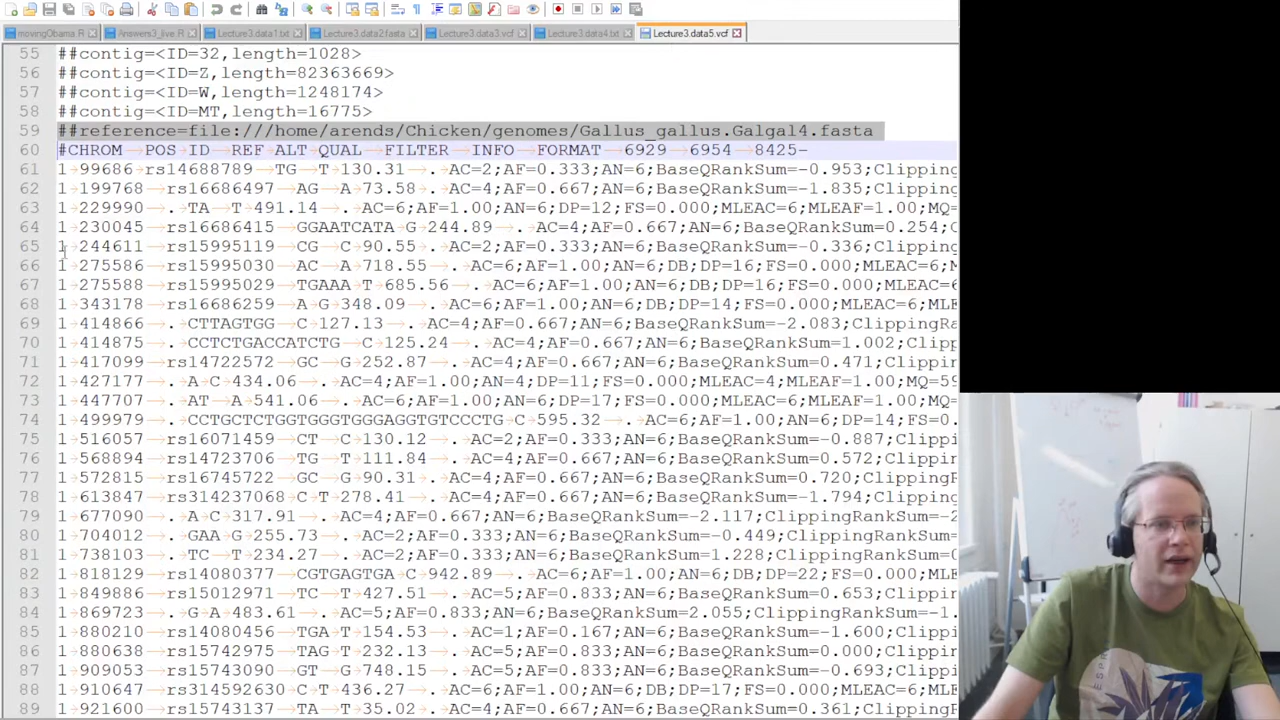 movingObama.R Answers3_live.R Lecture3.data1.txt Lecture3.data2.fasta Lecture3.data3.vcf Lecture3.data4.txt Lecture3.data5.vcf
55 ##contig=<ID=32,length=1028>
56 ##contig=<ID=Z,length=82363669>
57 ##contig=<ID=W,length=1248174>
58 ##contig=<ID=MT,length=16775>
59 ##reference=file:///home/arends/Chicken/genomes/Gallus_gallus.Galgal4.fasta
60 #CHROM→POS→ID→REF→ALT→QUAL→FILTER→INFO→FORMAT→6929→6954→8425-
61 1→99686→rs14688789→TG→T→130.31→.→AC=2;AF=0.333;AN=6;BaseQRankSum=-0.953;Clipping
62 1→199768→rs16686497→AG→A→73.58→.→AC=4;AF=0.667;AN=6;BaseQRankSum=-1.835;Clippin
63 1→229990→.→TA→T→491.14→.→AC=6;AF=1.00;AN=6;DP=12;FS=0.000;MLEAC=6;MLEAF=1.00;MQ=
64 1→230045→rs16686415→GGAATCATA→G→244.89→.→AC=4;AF=0.667;AN=6;BaseQRankSum=0.254;C
65 1→244611→rs15995119→CG→C→90.55→.→AC=2;AF=0.333;AN=6;BaseQRankSum=-0.336;Clippin
66 1→275586→rs15995030→AC→A→718.55→.→AC=6;AF=1.00;AN=6;DB;DP=16;FS=0.000;MLEAC=6;M
67 1→275588→rs15995029→TGAAA→T→685.56→.→AC=6;AF=1.00;AN=6;DB;DP=16;FS=0.000;MLEAC=
68 1→343178→rs16686259→A→G→348.09→.→AC=6;AF=1.00;AN=6;DB;DP=14;FS=0.000;MLEAC=6;ML
69 1→414866→.→CTTAGTGG→C→127.13→.→AC=4;AF=0.667;AN=6;BaseQRankSum=-2.083;Clipping
70 1→414875→.→CCTCTGACCATCTG→C→125.24→.→AC=4;AF=0.667;AN=6;BaseQRankSum=1.002;Clip
71 1→417099→rs14722572→GC→G→252.87→.→AC=4;AF=0.667;AN=6;BaseQRankSum=0.471;Clippin
72 1→427177→.→A→C→434.06→.→AC=4;AF=1.00;AN=4;DP=11;FS=0.000;MLEAC=4;MLEAF=1.00;MQ=59
73 1→447707→.→AT→A→541.06→.→AC=6;AF=1.00;AN=6;DP=17;FS=0.000;MLEAC=6;MLEAF=1.00;MQ=
74 1→499979→.→CCTGCTCTGGTGGGTGGGAGGTGTCCCTG→C→595.32→.→AC=6;AF=1.00;AN=6;DP=14;FS=0.
75 1→516057→rs16071459→CT→C→130.12→.→AC=2;AF=0.333;AN=6;BaseQRankSum=-0.887;Clippi
76 1→568894→rs14723706→TG→T→111.84→.→AC=4;AF=0.667;AN=6;BaseQRankSum=0.572;Clippin
77 1→572815→rs16745722→GC→G→90.31→.→AC=4;AF=0.667;AN=6;BaseQRankSum=0.720;Clipping
78 1→613847→rs314237068→C→T→278.41→.→AC=4;AF=0.667;AN=6;BaseQRankSum=-1.794;Clippi
79 1→677090→.→A→C→317.91→.→AC=4;AF=0.667;AN=6;BaseQRankSum=-2.117;ClippingRankSum=-2
80 1→704012→.→GAA→G→255.73→.→AC=2;AF=0.333;AN=6;BaseQRankSum=-0.449;ClippingRankSum
81 1→738103→.→TC→T→234.27→.→AC=2;AF=0.333;AN=6;BaseQRankSum=1.228;ClippingRankSum=0
82 1→818129→rs14080377→CGTGAGTGA→C→942.89→.→AC=6;AF=1.00;AN=6;DB;DP=22;FS=0.000;MLE
83 1→849886→rs15012971→TC→T→427.51→.→AC=5;AF=0.833;AN=6;BaseQRankSum=0.653;Clippin
84 1→869723→.→G→A→483.61→.→AC=5;AF=0.833;AN=6;BaseQRankSum=2.055;ClippingRankSum=-1.
85 1→880210→rs14080456→TGA→T→154.53→.→AC=1;AF=0.167;AN=6;BaseQRankSum=-1.600;Clippi
86 1→880638→rs15742975→TAG→T→232.13→.→AC=5;AF=0.833;AN=6;BaseQRankSum=0.000;Clippi
87 1→909053→rs15743090→GT→G→748.15→.→AC=5;AF=0.833;AN=6;BaseQRankSum=-0.693;Clippin
88 1→910647→rs314592630→C→T→436.27→.→AC=6;AF=1.00;AN=6;DB;DP=17;FS=0.000;MLEAC=6;ML
89 1→921600→rs15743137→TA→T→35.02→.→AC=2;AF=0.333;AN=6;BaseQRankSum=0.361;Clipping